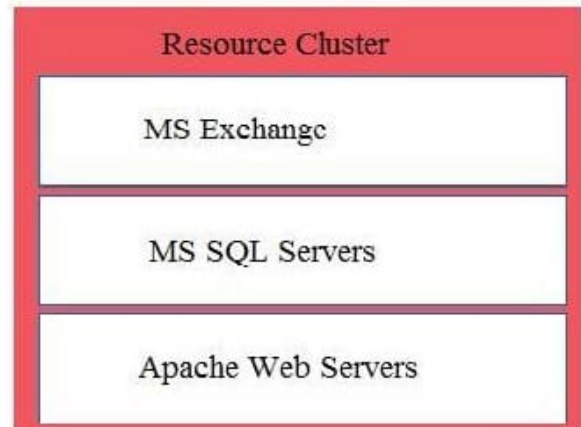 Resource Cluster
MS Exchange
MS SQL Servers
Apache Web Servers